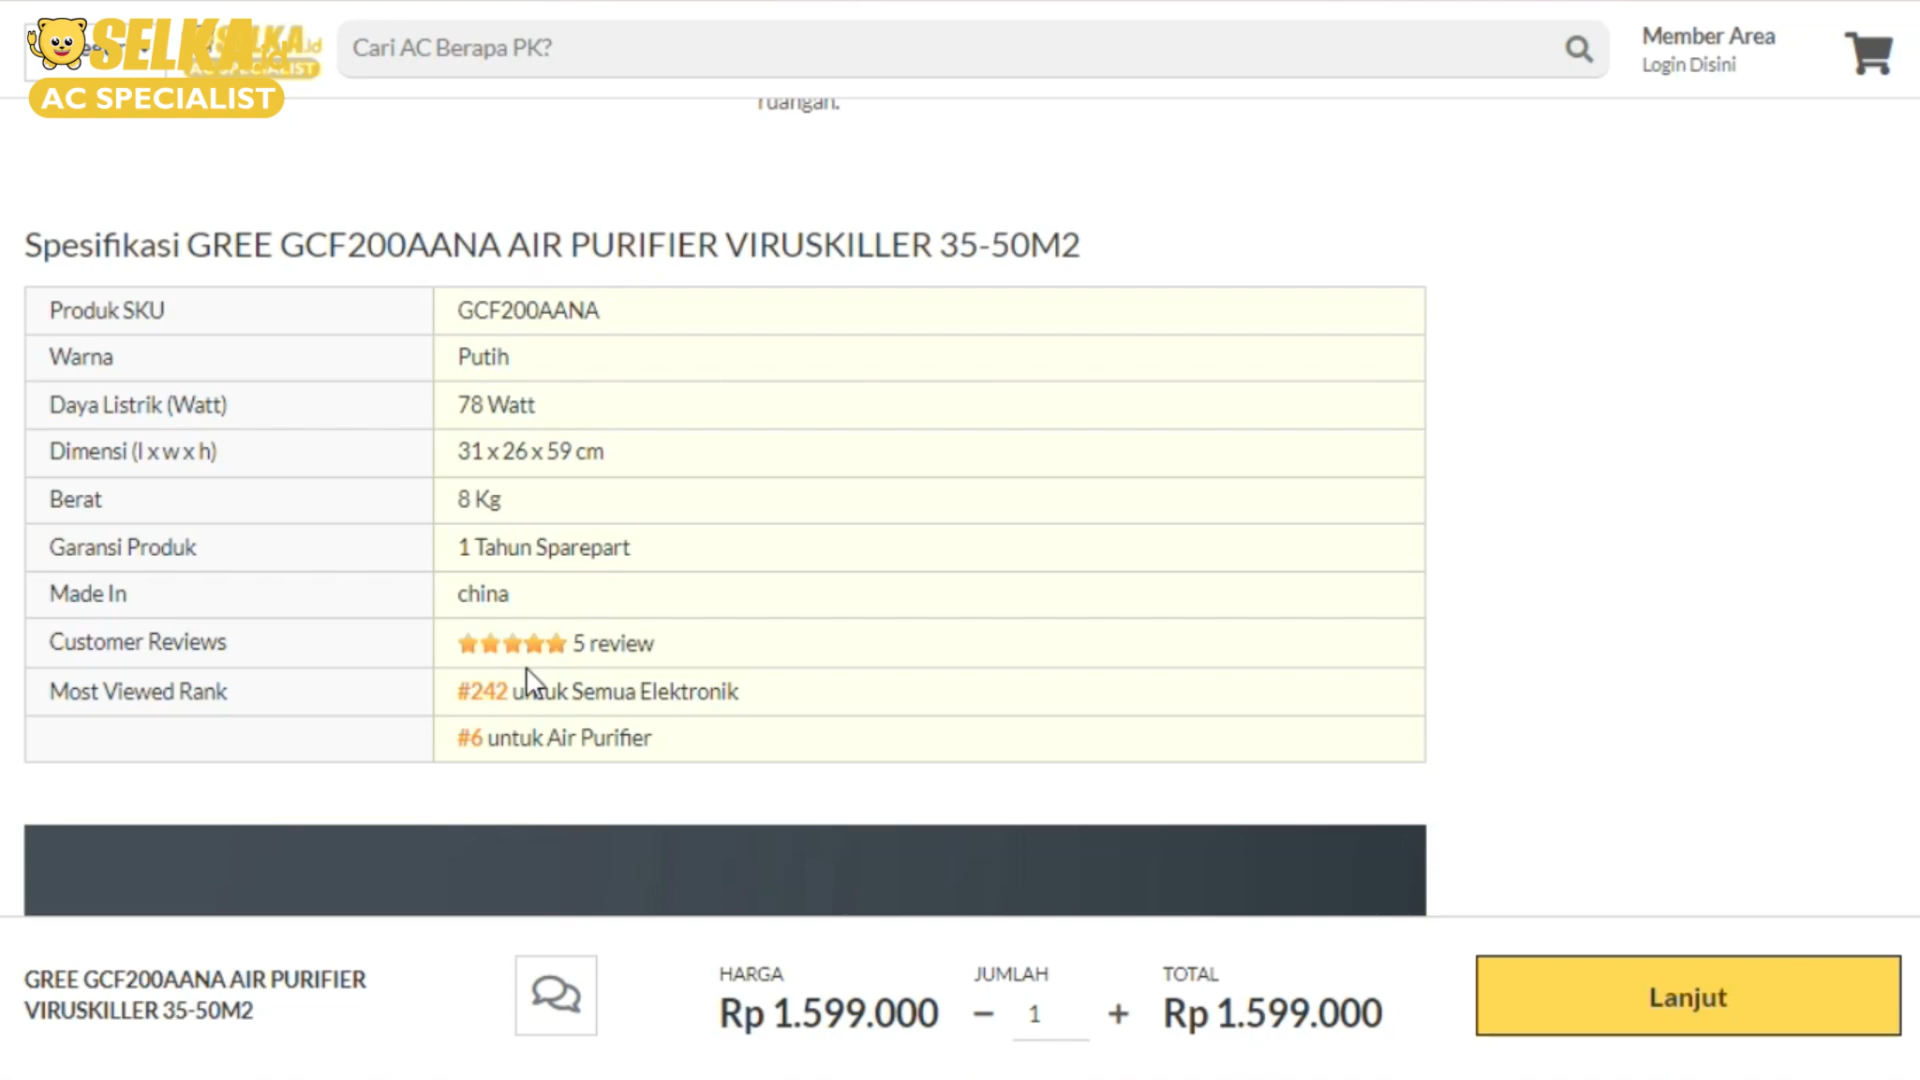 SELKA
AC SPECIALIST
Cari AC Berapa PK?
Member Area
Login Disini
ruangan.
Spesifikasi GREE GCF200AANA AIR PURIFIER VIRUSKILLER 35-50M2
Produk SKU GCF200AANA
Warna Putih
Daya Listrik (Watt) 78 Watt
Dimensi (l x w x h) 31 x 26 x 59 cm
Berat 8 Kg
Garansi Produk 1 Tahun Sparepart
Made In china
Customer Reviews 5 review
Most Viewed Rank #242 untuk Semua Elektronik
#6 untuk Air Purifier
GREE GCF200AANA AIR PURIFIER
VIRUSKILLER 35-50M2
HARGA JUMLAH TOTAL
Rp 1.599.000 − 1 + Rp 1.599.000
Lanjut